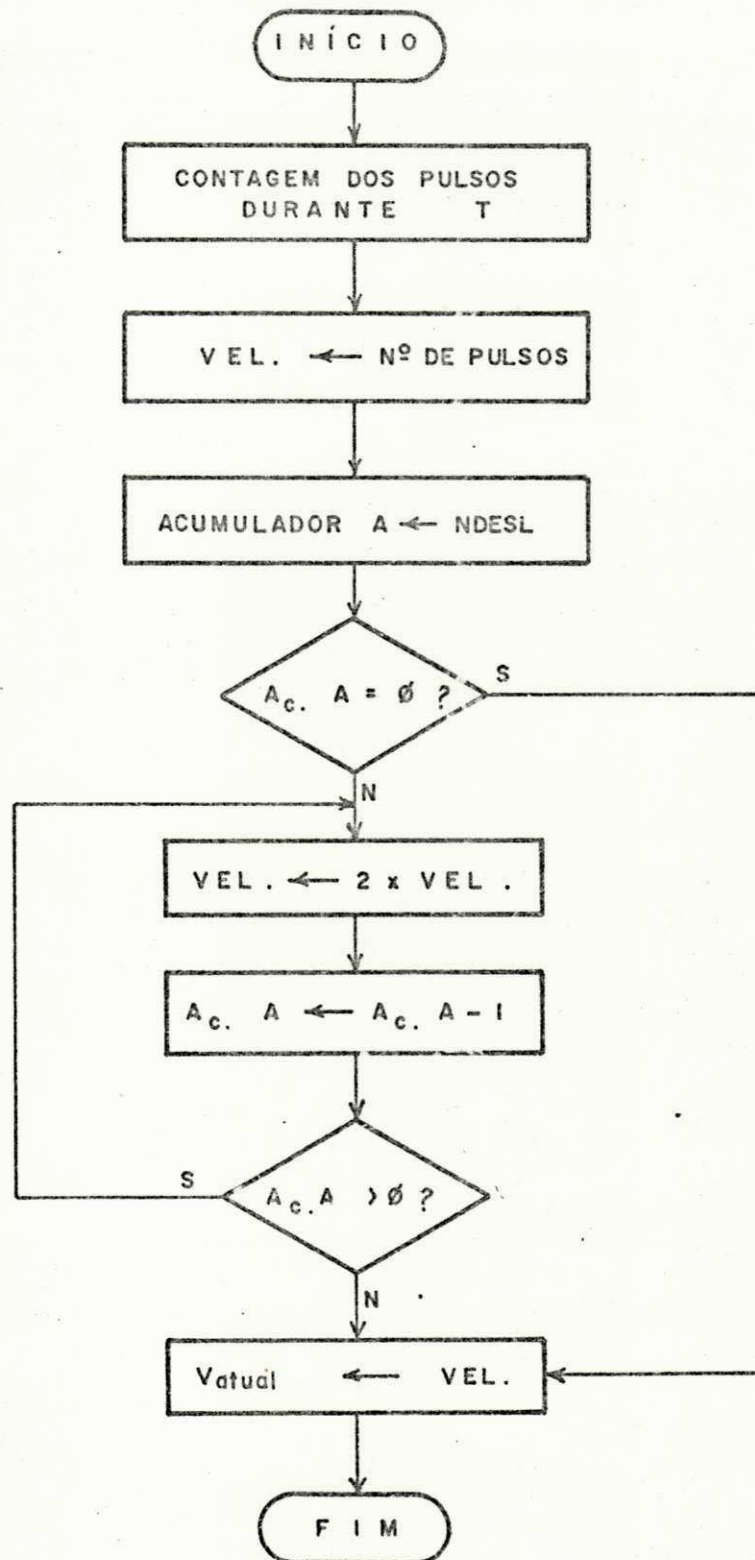 INÍCIO
CONTAGEM DOS PULSOS
DURANTE T
VEL. ← Nº DE PULSOS
ACUMULADOR A ← NDESL
Ac. A = Ø ?
S
N
VEL. ← 2 x VEL.
Ac. A ← Ac. A - 1
S
Ac. A > Ø ?
N
Vatual ← VEL.
FIM